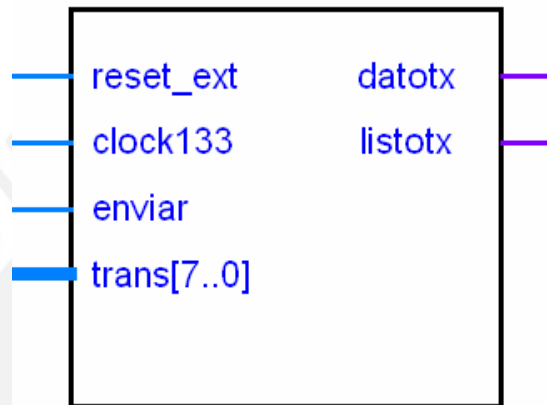 reset_ext datotx
clock133 listotx
enviar
trans[7..0]